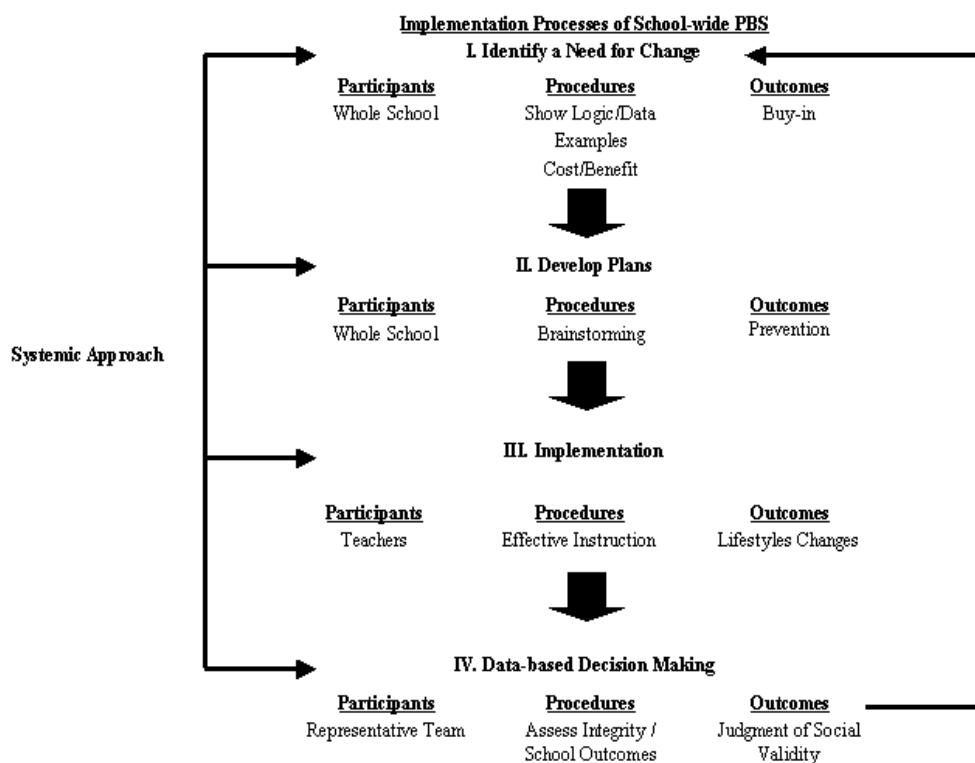 Implementation Processes of School-wide PBS
I. Identify a Need for Change
Participants Procedures Outcomes
Whole School Show Logic/Data Buy-in
Examples
Cost/Benefit
II. Develop Plans
Participants Procedures Outcomes
Whole School Brainstorming Prevention
Systemic Approach
III. Implementation
Participants Procedures Outcomes
Teachers Effective Instruction Lifestyles Changes
IV. Data-based Decision Making
Participants Procedures Outcomes
Representative Team Assess Integrity / Judgment of Social
School Outcomes Validity